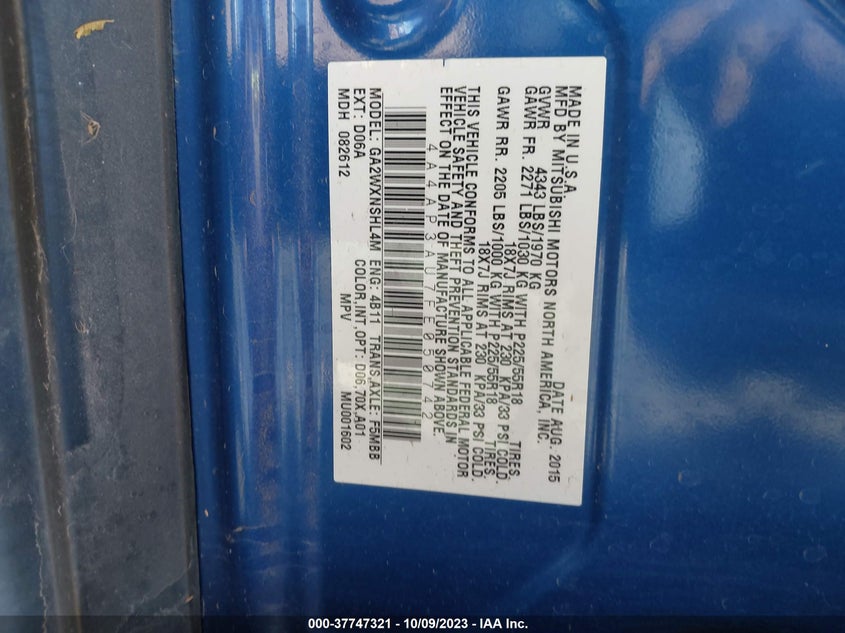 MADE IN U.S.A. DATE AUG. 2015
MFD BY MITSUBISHI MOTORS NORTH AMERICA, INC.
GVWR 4343 LBS/1970 KG
GAWR FR. 2271 LBS/1030 KG WITH P225/55R18 TIRES,
18X7J RIMS AT 230 KPA/33 PSI COLD.
GAWR RR. 2205 LBS/1000 KG WITH P225/55R18 TIRES,
18X7J RIMS AT 230 KPA/33 PSI COLD.
THIS VEHICLE CONFORMS TO ALL APPLICABLE FEDERAL MOTOR
VEHICLE SAFETY AND THEFT PREVENTION STANDARDS IN
EFFECT ON THE DATE OF MANUFACTURE SHOWN ABOVE.
4A4AP3AU7FE050742
MODEL: GA2WXNSHL4M ENG: 4B11 TRANS,AXLE: F5MBB
EXT: D06A COLOR,INT,OPT: D06,70X,A01
MDH 082612 MPV MU001602
000-37747321 - 10/09/2023 - IAA Inc.